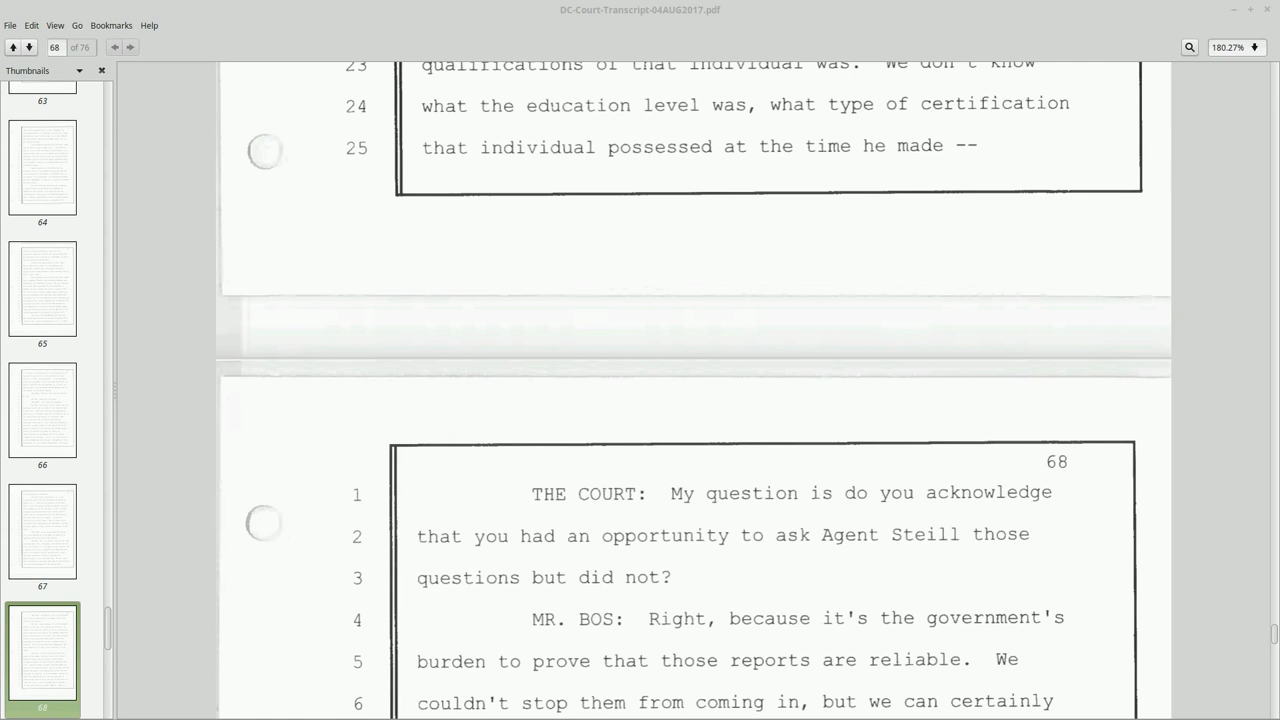 DC-Court-Transcript-04AUG2017.pdf
File Edit View Go Bookmarks Help
68 of 76
180.27%
Thumbnails
63
64
65
66
67
68
23 qualifications of that individual was. We don't know
24 what the education level was, what type of certification
25 that individual possessed at the time he made --
68
1 THE COURT: My question is do you acknowledge
2 that you had an opportunity to ask Agent Steill those
3 questions but did not?
4 MR. BOS: Right, because it's the government's
5 burden to prove that those reports are reliable. We
6 couldn't stop them from coming in, but we can certainly